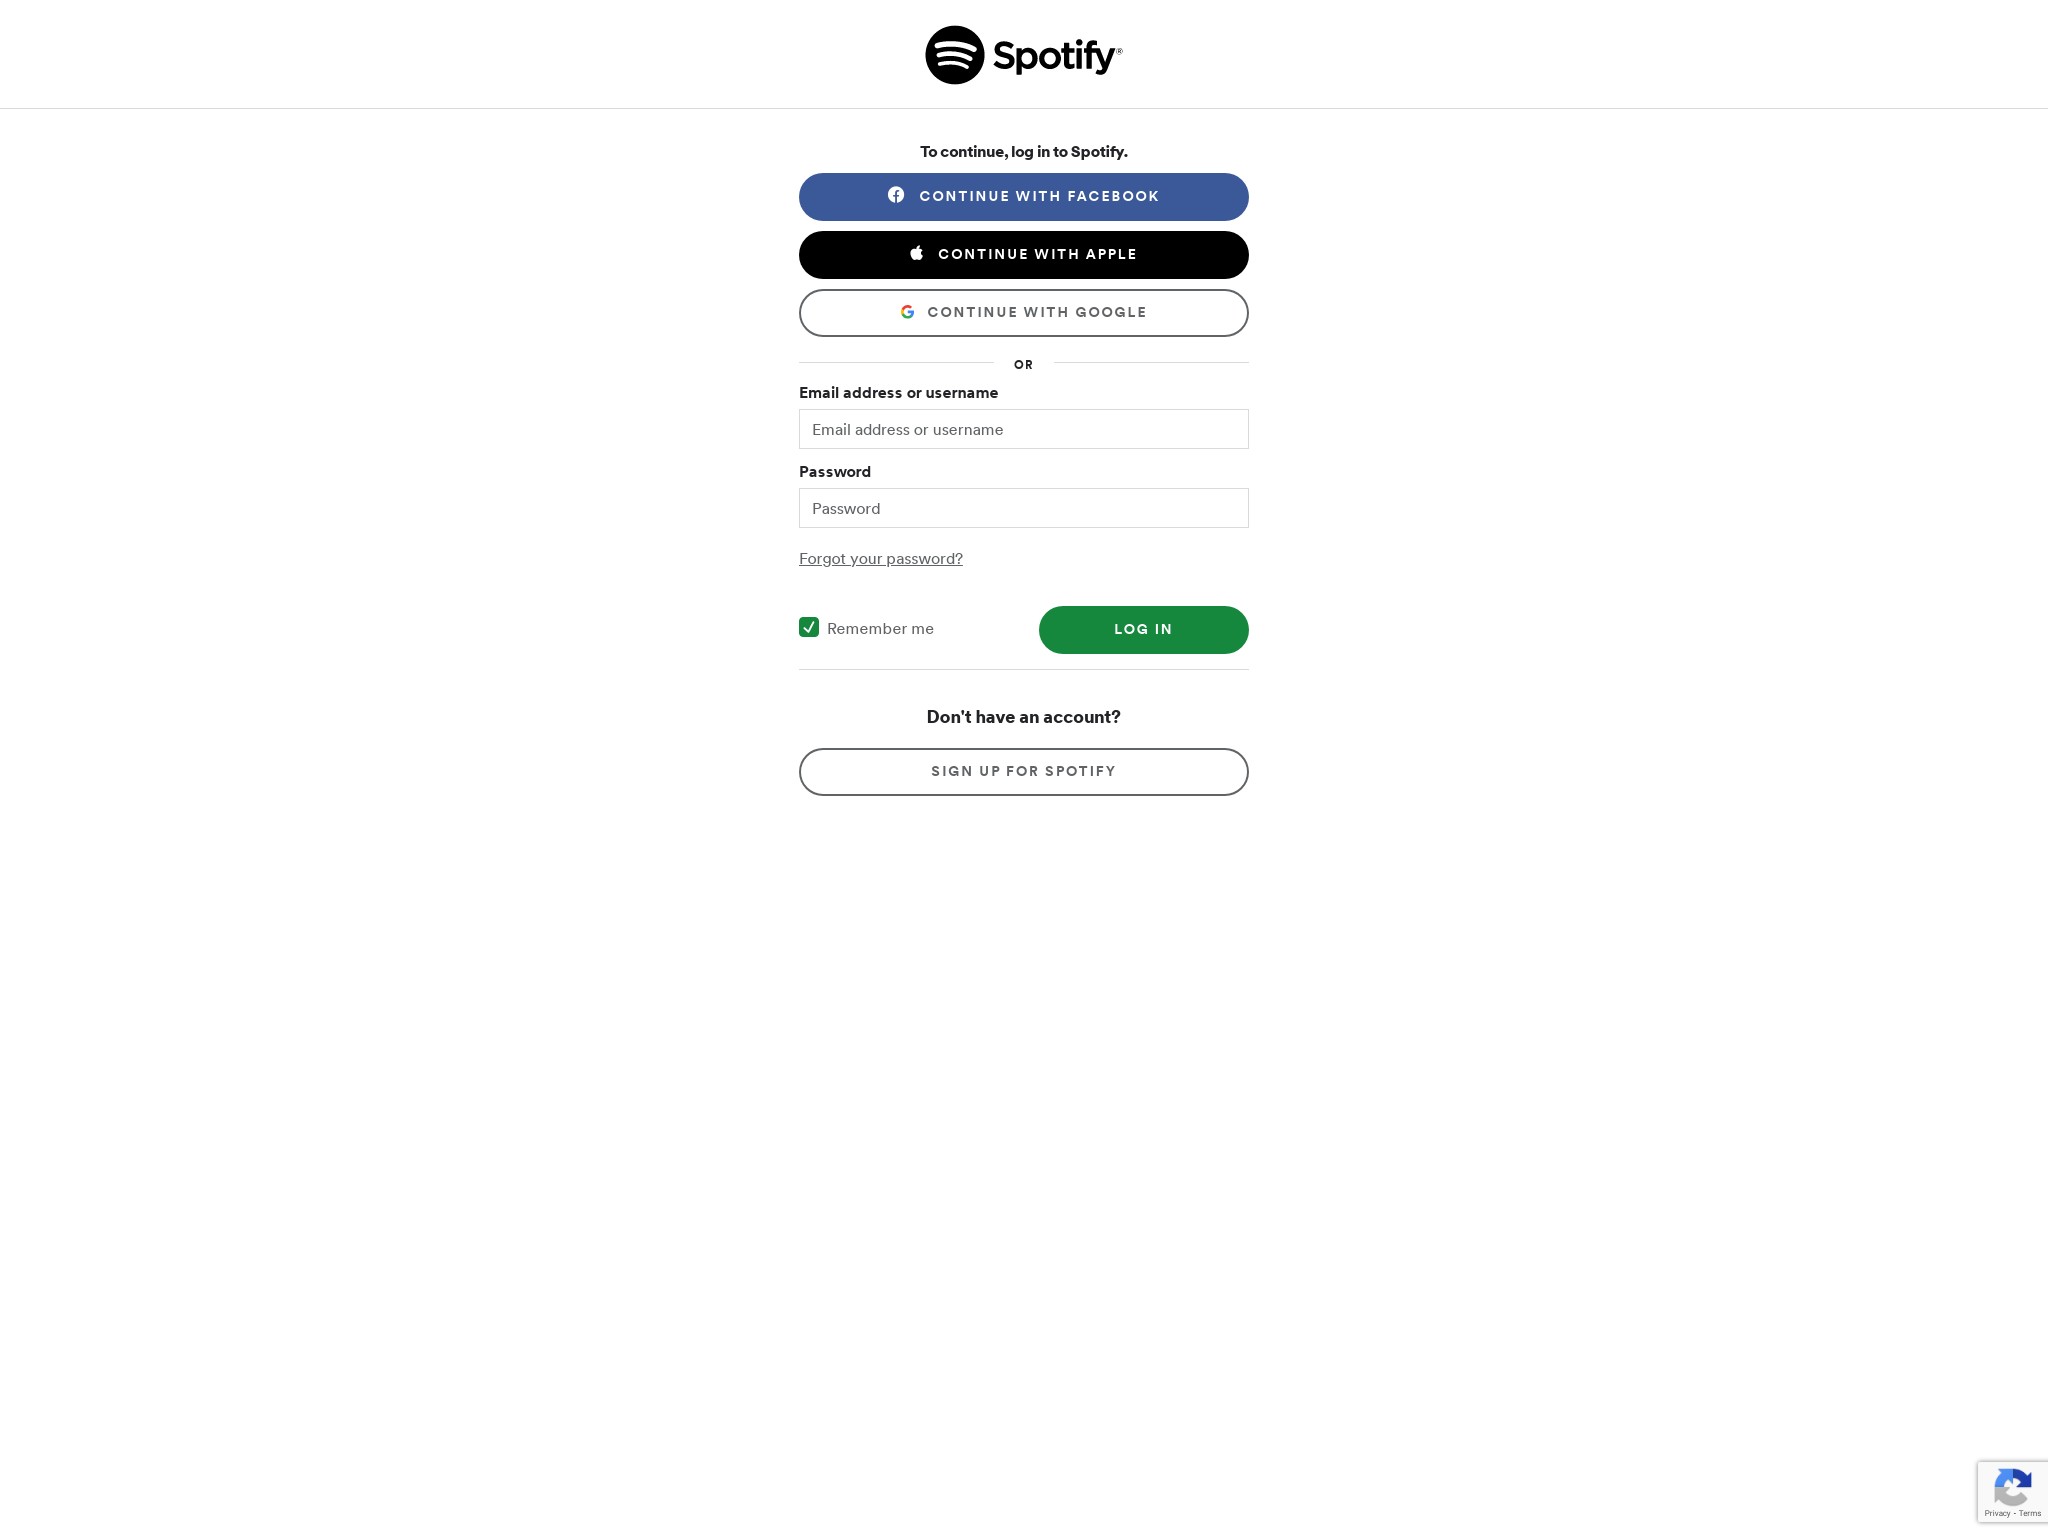 Spotify®
To continue, log in to Spotify.
CONTINUE WITH FACEBOOK
CONTINUE WITH APPLE
CONTINUE WITH GOOGLE
OR
Email address or username
Email address or username
Password
Password
Forgot your password?
Remember me
LOG IN
Don't have an account?
SIGN UP FOR SPOTIFY
Privacy - Terms